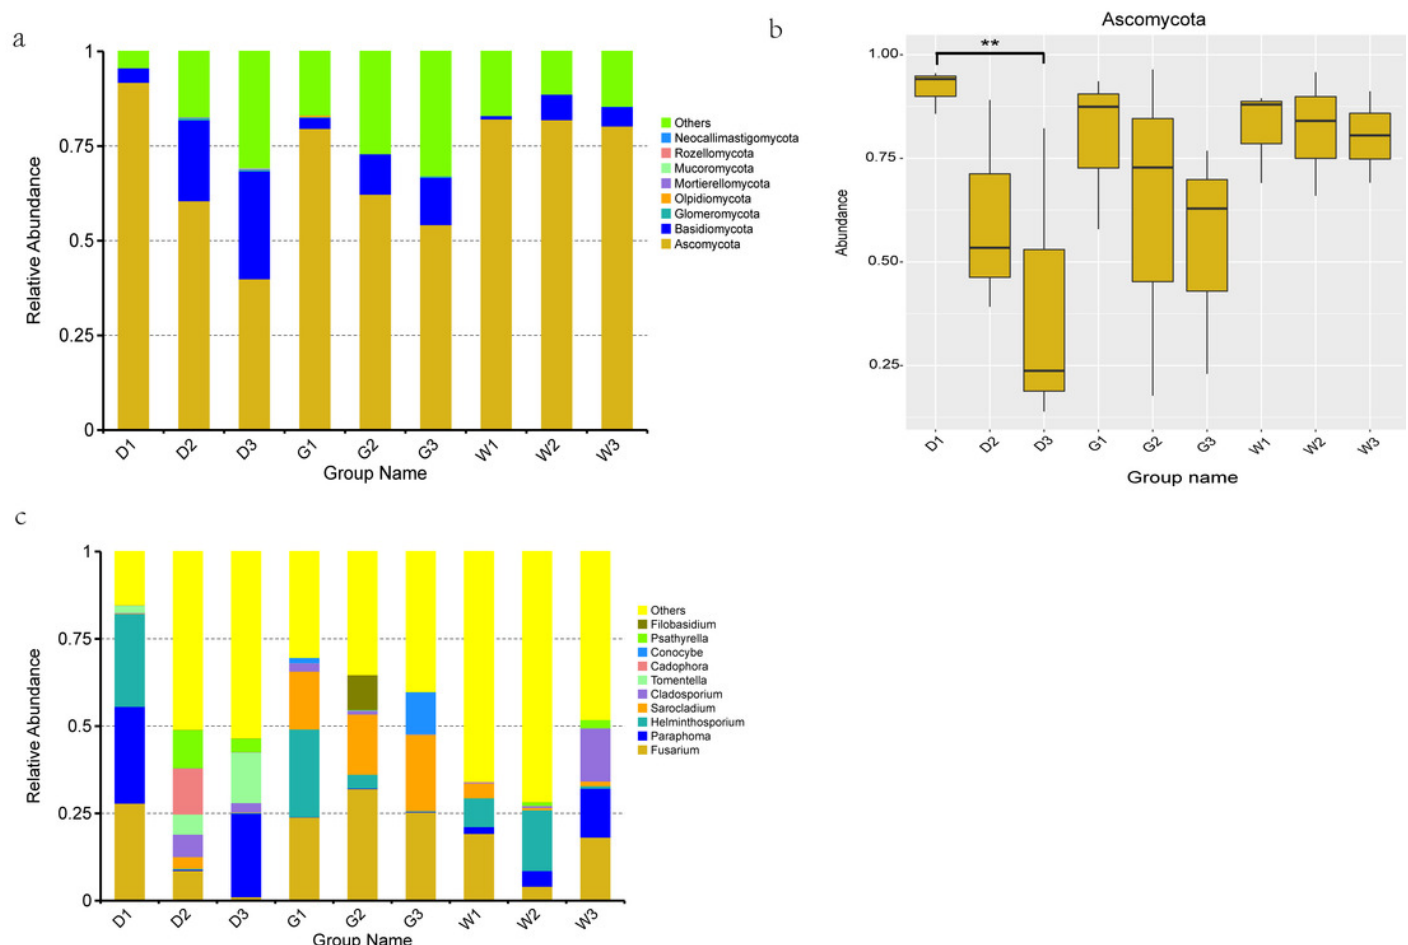 a
1
0.75
0.5
0.25
0
Relative Abundance
D1 D2 D3 G1 G2 G3 W1 W2 W3
Group Name
Others
Neocallimastigomycota
Rozellomycota
Mucoromycota
Mortierellomycota
Olpidiomycota
Glomeromycota
Basidiomycota
Ascomycota
b
Ascomycota
**
1.00-
0.75-
0.50-
0.25-
Abundance
D1 D2 D3 G1 G2 G3 W1 W2 W3
Group name
c
1
0.75
0.5
0.25
0
Relative Abundance
D1 D2 D3 G1 G2 G3 W1 W2 W3
Group Name
Others
Filobasidium
Psathyrella
Conocybe
Cadophora
Tomentella
Cladosporium
Sarocladium
Helminthosporium
Paraphoma
Fusarium